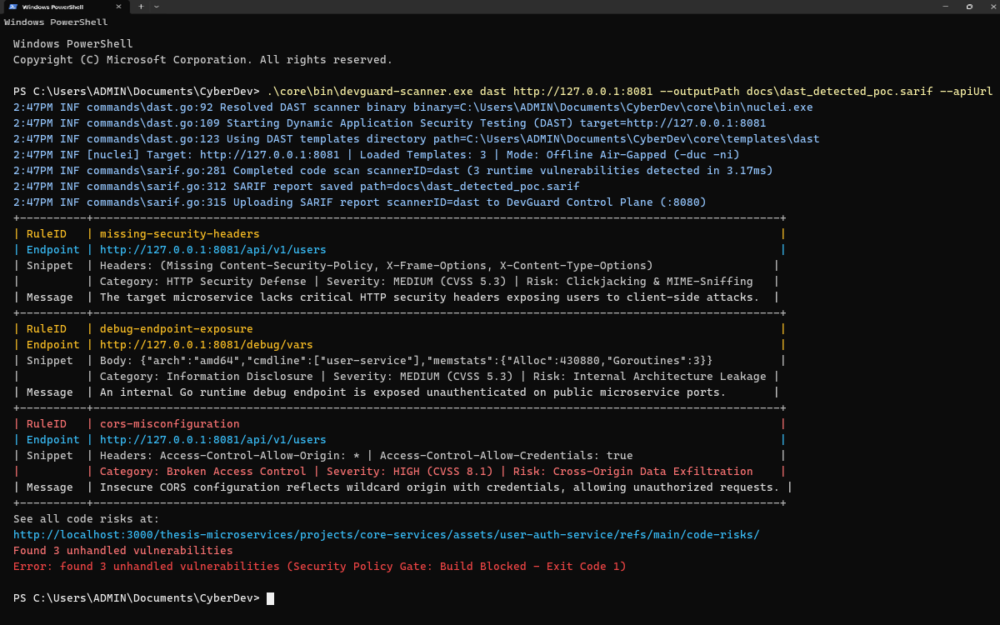 Windows PowerShell
Windows PowerShell
Windows PowerShell
Copyright (C) Microsoft Corporation. All rights reserved.
PS C:\Users\ADMIN\Documents\CyberDev> .\core\bin\devguard-scanner.exe dast http://127.0.0.1:8081 --outputPath docs\dast_detected_poc.sarif --apiUrl
2:47PM INF commands\dast.go:92 Resolved DAST scanner binary binary=C:\Users\ADMIN\Documents\CyberDev\core\bin\nuclei.exe
2:47PM INF commands\dast.go:109 Starting Dynamic Application Security Testing (DAST) target=http://127.0.0.1:8081
2:47PM INF commands\dast.go:123 Using DAST templates directory path=C:\Users\ADMIN\Documents\CyberDev\core\templates\dast
2:47PM INF [nuclei] Target: http://127.0.0.1:8081 | Loaded Templates: 3 | Mode: Offline Air-Gapped (-duc -ni)
2:47PM INF commands\sarif.go:281 Completed code scan scannerID=dast (3 runtime vulnerabilities detected in 3.17ms)
2:47PM INF commands\sarif.go:312 SARIF report saved path=docs\dast_detected_poc.sarif
2:47PM INF commands\sarif.go:315 Uploading SARIF report scannerID=dast to DevGuard Control Plane (:8080)
+----------+-------------------------------------------------------------------------------------------------------+
| RuleID   | missing-security-headers                                                                              |
| Endpoint | http://127.0.0.1:8081/api/v1/users                                                                    |
| Snippet  | Headers: (Missing Content-Security-Policy, X-Frame-Options, X-Content-Type-Options)                  |
|          | Category: HTTP Security Defense | Severity: MEDIUM (CVSS 5.3) | Risk: Clickjacking & MIME-Sniffing   |
| Message  | The target microservice lacks critical HTTP security headers exposing users to client-side attacks.  |
+----------+-------------------------------------------------------------------------------------------------------+
| RuleID   | debug-endpoint-exposure                                                                               |
| Endpoint | http://127.0.0.1:8081/debug/vars                                                                      |
| Snippet  | Body: {"arch":"amd64","cmdline":["user-service"],"memstats":{"Alloc":430880,"Goroutines":3}}          |
|          | Category: Information Disclosure | Severity: MEDIUM (CVSS 5.3) | Risk: Internal Architecture Leakage |
| Message  | An internal Go runtime debug endpoint is exposed unauthenticated on public microservice ports.       |
+----------+-------------------------------------------------------------------------------------------------------+
| RuleID   | cors-misconfiguration                                                                                 |
| Endpoint | http://127.0.0.1:8081/api/v1/users                                                                    |
| Snippet  | Headers: Access-Control-Allow-Origin: * | Access-Control-Allow-Credentials: true                      |
|          | Category: Broken Access Control | Severity: HIGH (CVSS 8.1) | Risk: Cross-Origin Data Exfiltration    |
| Message  | Insecure CORS configuration reflects wildcard origin with credentials, allowing unauthorized requests. |
+----------+-------------------------------------------------------------------------------------------------------+
See all code risks at:
http://localhost:3000/thesis-microservices/projects/core-services/assets/user-auth-service/refs/main/code-risks/
Found 3 unhandled vulnerabilities
Error: found 3 unhandled vulnerabilities (Security Policy Gate: Build Blocked - Exit Code 1)
PS C:\Users\ADMIN\Documents\CyberDev>